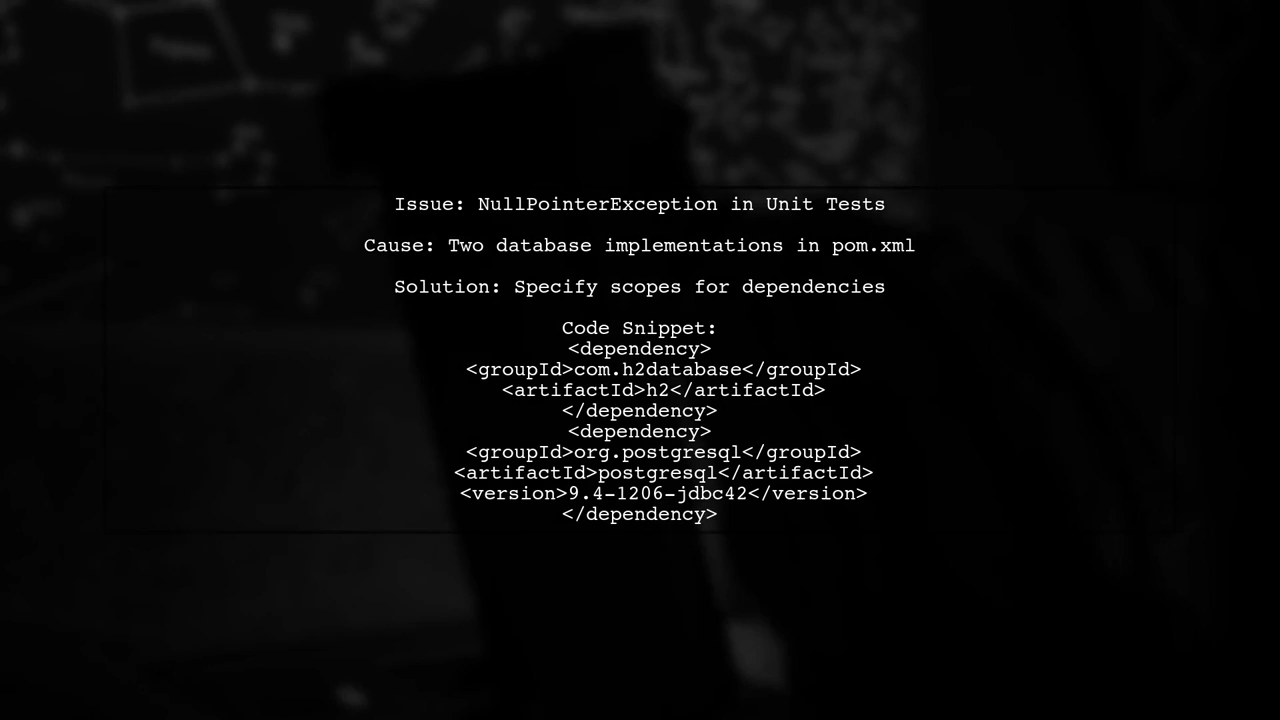 Issue: NullPointerException in Unit Tests
Cause: Two database implementations in pom.xml
Solution: Specify scopes for dependencies
Code Snippet:
<dependency>
<groupId>com.h2database</groupId>
<artifactId>h2</artifactId>
</dependency>
<dependency>
<groupId>org.postgresql</groupId>
<artifactId>postgresql</artifactId>
<version>9.4-1206-jdbc42</version>
</dependency>